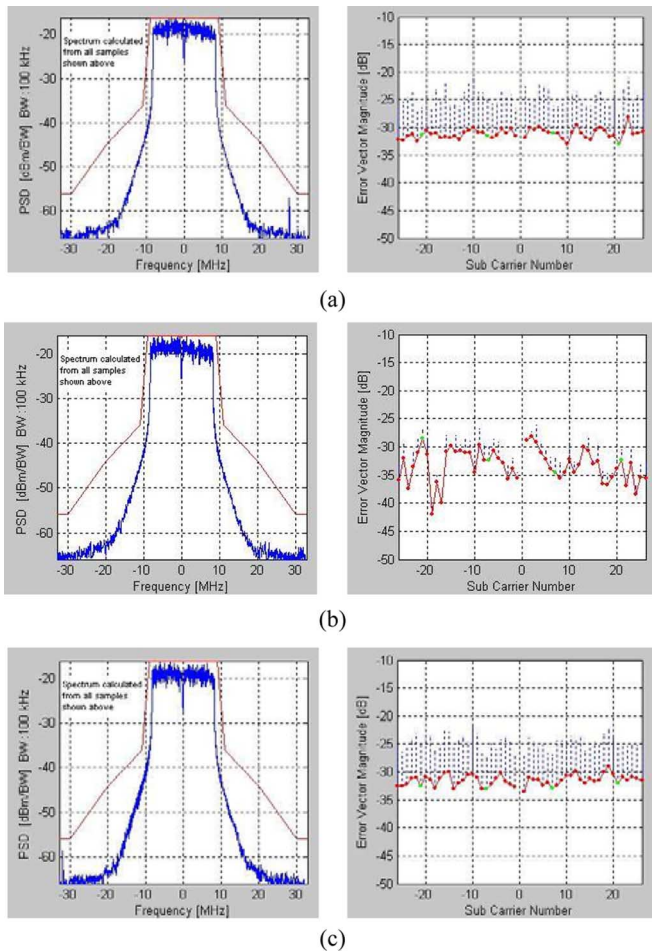 PSD [dBm/BW] BW :100 kHz
-20
-30
-40
-50
-60
Spectrum calculated
from all samples
shown above
-30 -20 -10 0 10 20 30
Frequency [MHz]
Error Vector Magnitude [dB]
-10
-15
-20
-25
-30
-35
-40
-45
-50
-20 -10 0 10 20
Sub Carrier Number
(a)
PSD [dBm/BW] BW :100 kHz
-20
-30
-40
-50
-60
Spectrum calculated
from all samples
shown above
-30 -20 -10 0 10 20 30
Frequency [MHz]
Error Vector Magnitude [dB]
-10
-15
-20
-25
-30
-35
-40
-45
-50
-20 -10 0 10 20
Sub Carrier Number
(b)
PSD [dBm/BW] BW :100 kHz
-20
-30
-40
-50
-60
Spectrum calculated
from all samples
shown above
-30 -20 -10 0 10 20 30
Frequency [MHz]
Error Vector Magnitude [dB]
-10
-15
-20
-25
-30
-35
-40
-45
-50
-20 -10 0 10 20
Sub Carrier Number
(c)